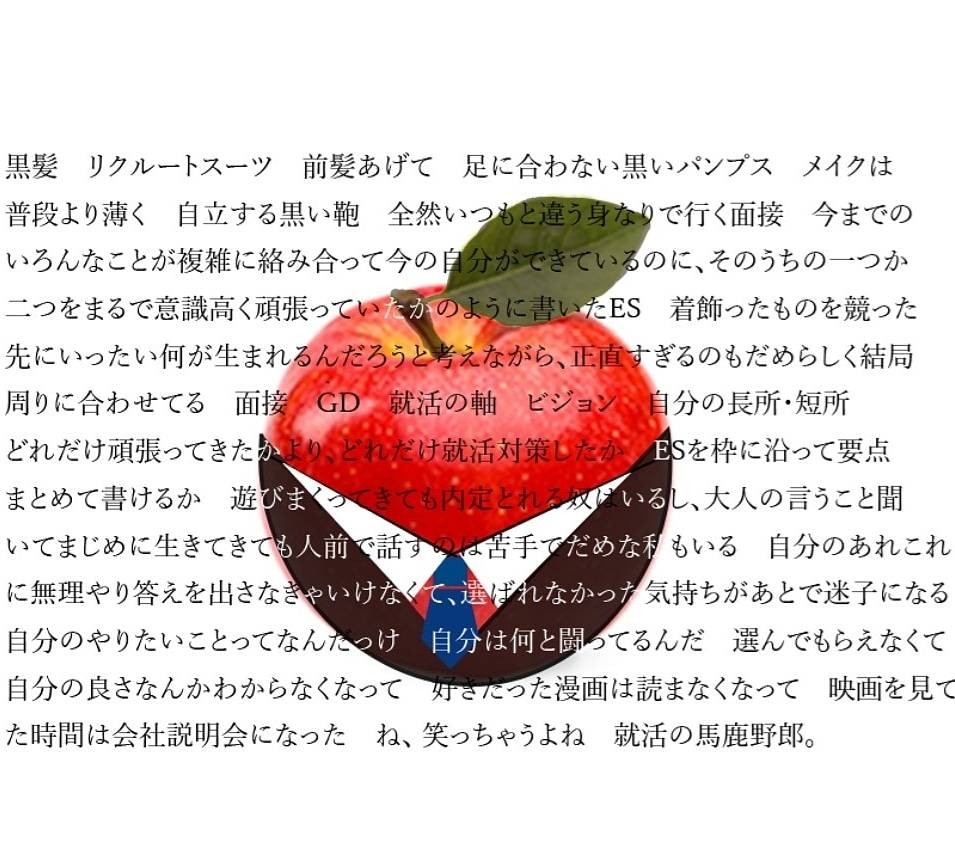 黒髪　リクルートスーツ　前髪あげて　足に合わない黒いパンプス　メイクは
普段より薄く　自立する黒い鞄　全然いつもと違う身なりで行く面接　今までの
いろんなことが複雑に絡み合って今の自分ができているのに、そのうちの一つか
二つをまるで意識高く頑張っていたかのように書いたES　着飾ったものを競った
先にいったい何が生まれるんだろうと考えながら、正直すぎるのもだめらしく結局
周りに合わせてる　面接　GD　就活の軸　ビジョン　自分の長所・短所
どれだけ頑張ってきたかより、どれだけ就活対策したか　ESを枠に沿って要点
まとめて書けるか　遊びまくってきても内定とれる奴はいるし、大人の言うこと聞
いてまじめに生きてきても人前で話すのは苦手でだめな私もいる　自分のあれこれ
に無理やり答えを出さなきゃいけなくて、選ばれなかった気持ちがあとで迷子になる
自分のやりたいことってなんだっけ　自分は何と闘ってるんだ　選んでもらえなくて
自分の良さなんかわからなくなって　好きだった漫画は読まなくなって　映画を見て
た時間は会社説明会になった　ね、笑っちゃうよね　就活の馬鹿野郎。